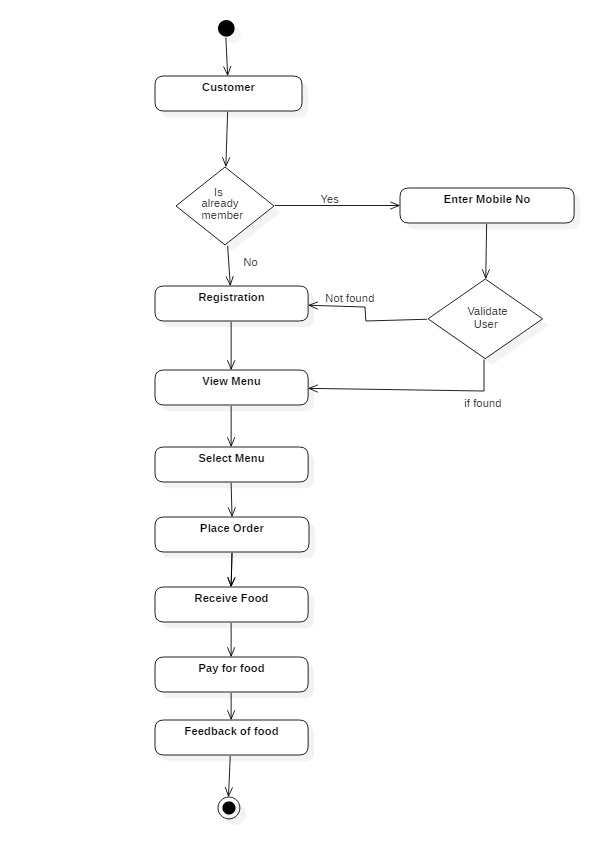 Customer
Is
already
member
Yes
Enter Mobile No
No
Registration
Not found
Validate
User
View Menu
if found
Select Menu
Place Order
Receive Food
Pay for food
Feedback of food